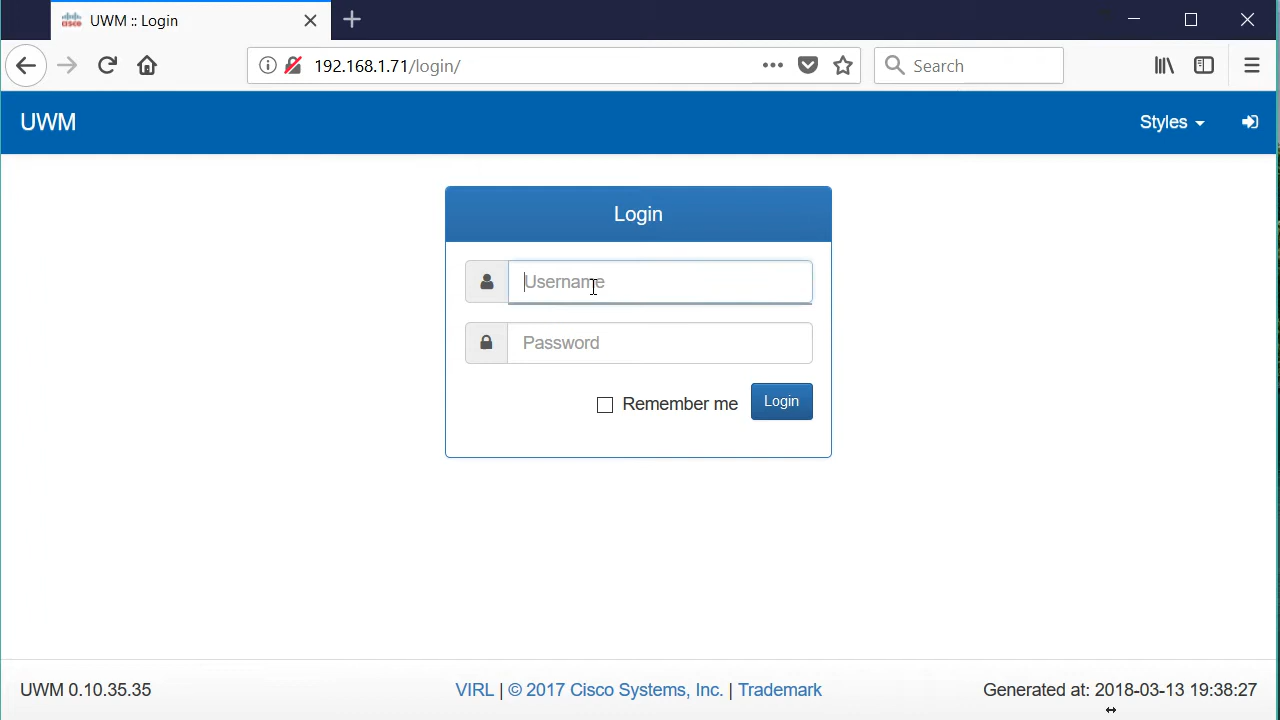 UWM :: Login
192.168.1.71/login/
Search
UWM
Styles
Login
Username
Password
Remember me
Login
UWM 0.10.35.35
VIRL | © 2017 Cisco Systems, Inc. | Trademark
Generated at: 2018-03-13 19:38:27